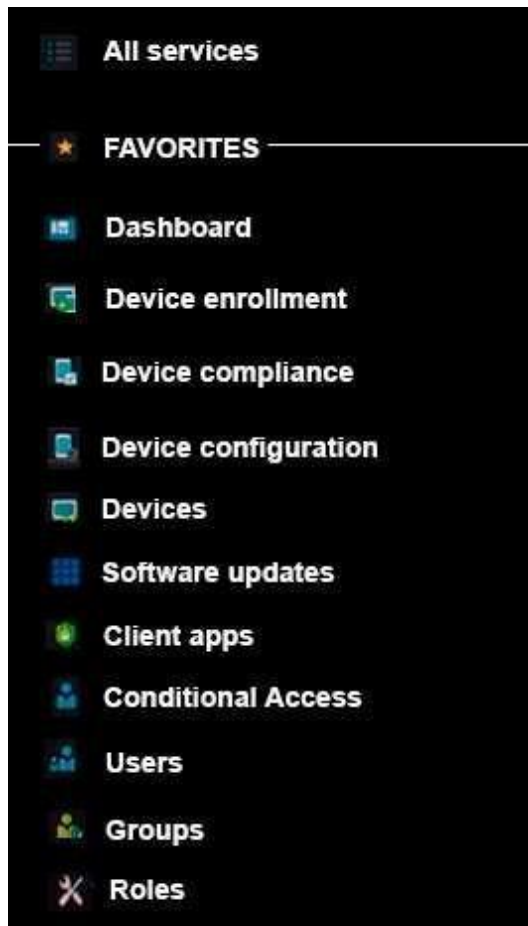 All services
FAVORITES
Dashboard
Device enrollment
Device compliance
Device configuration
Devices
Software updates
Client apps
Conditional Access
Users
Groups
Roles